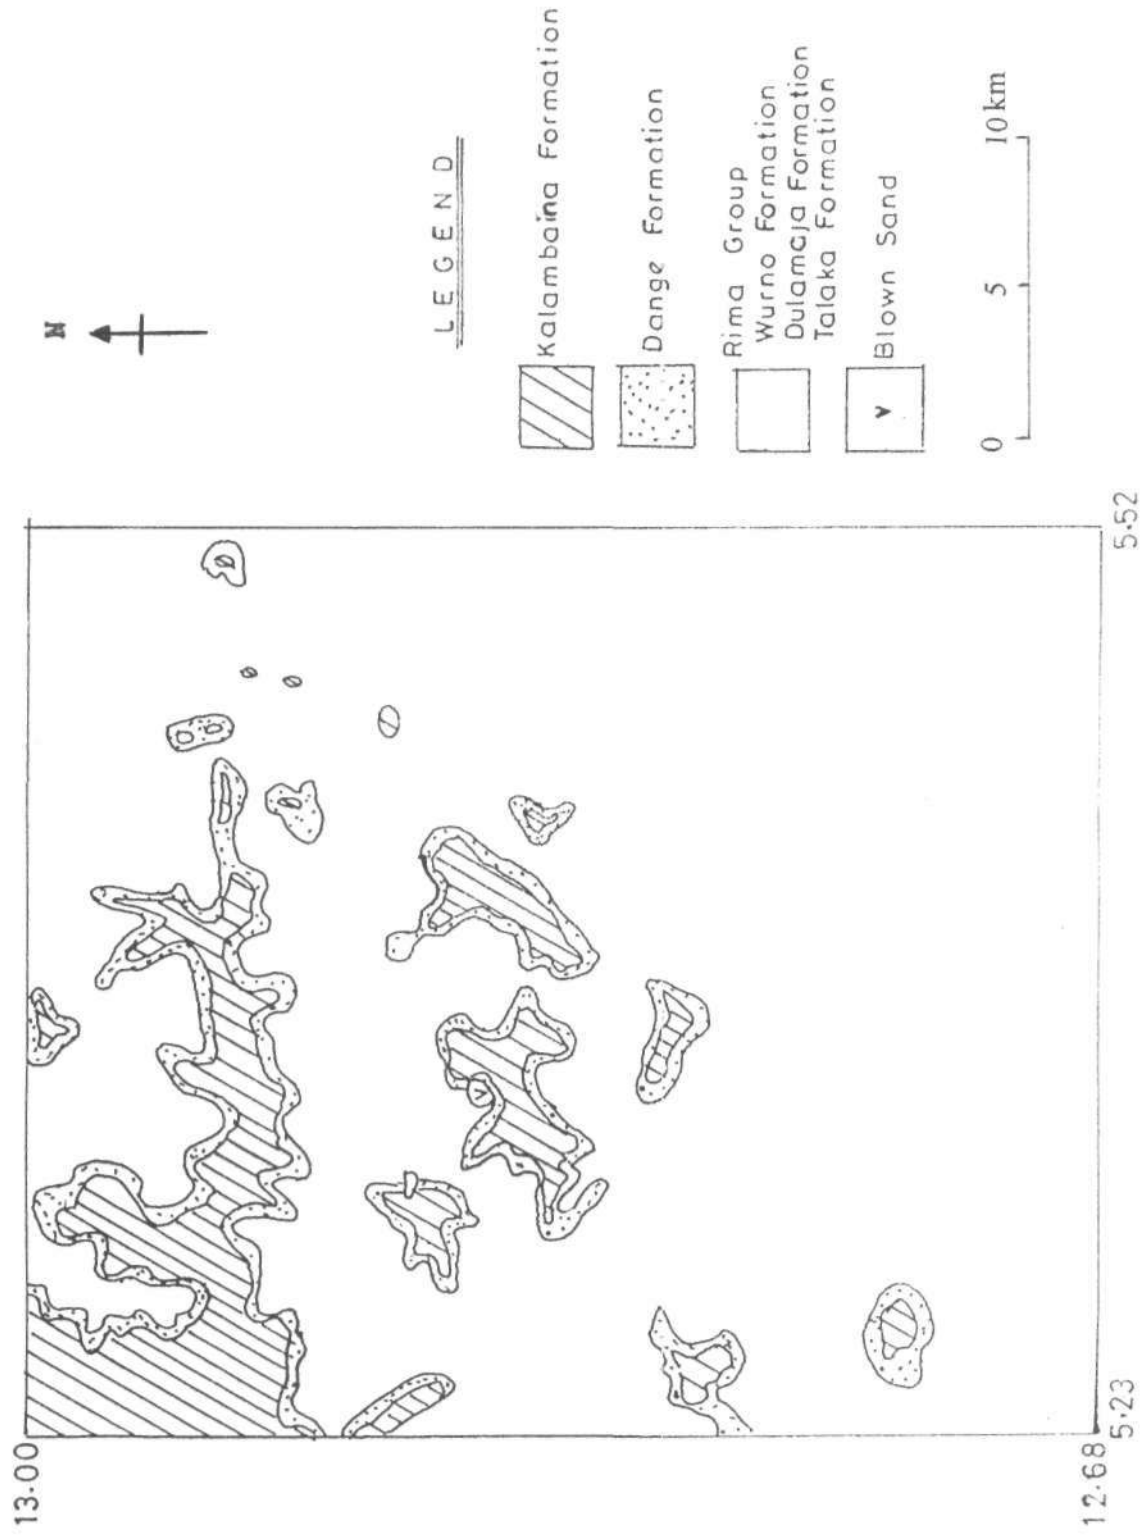 N
LEGEND
Kalambaina Formation
Dange Formation
Rima Group
Wurno Formation
Dulamaja Formation
Talaka Formation
v
Blown Sand
0 5 10km
v
13.00
12.68
5.23
5.52